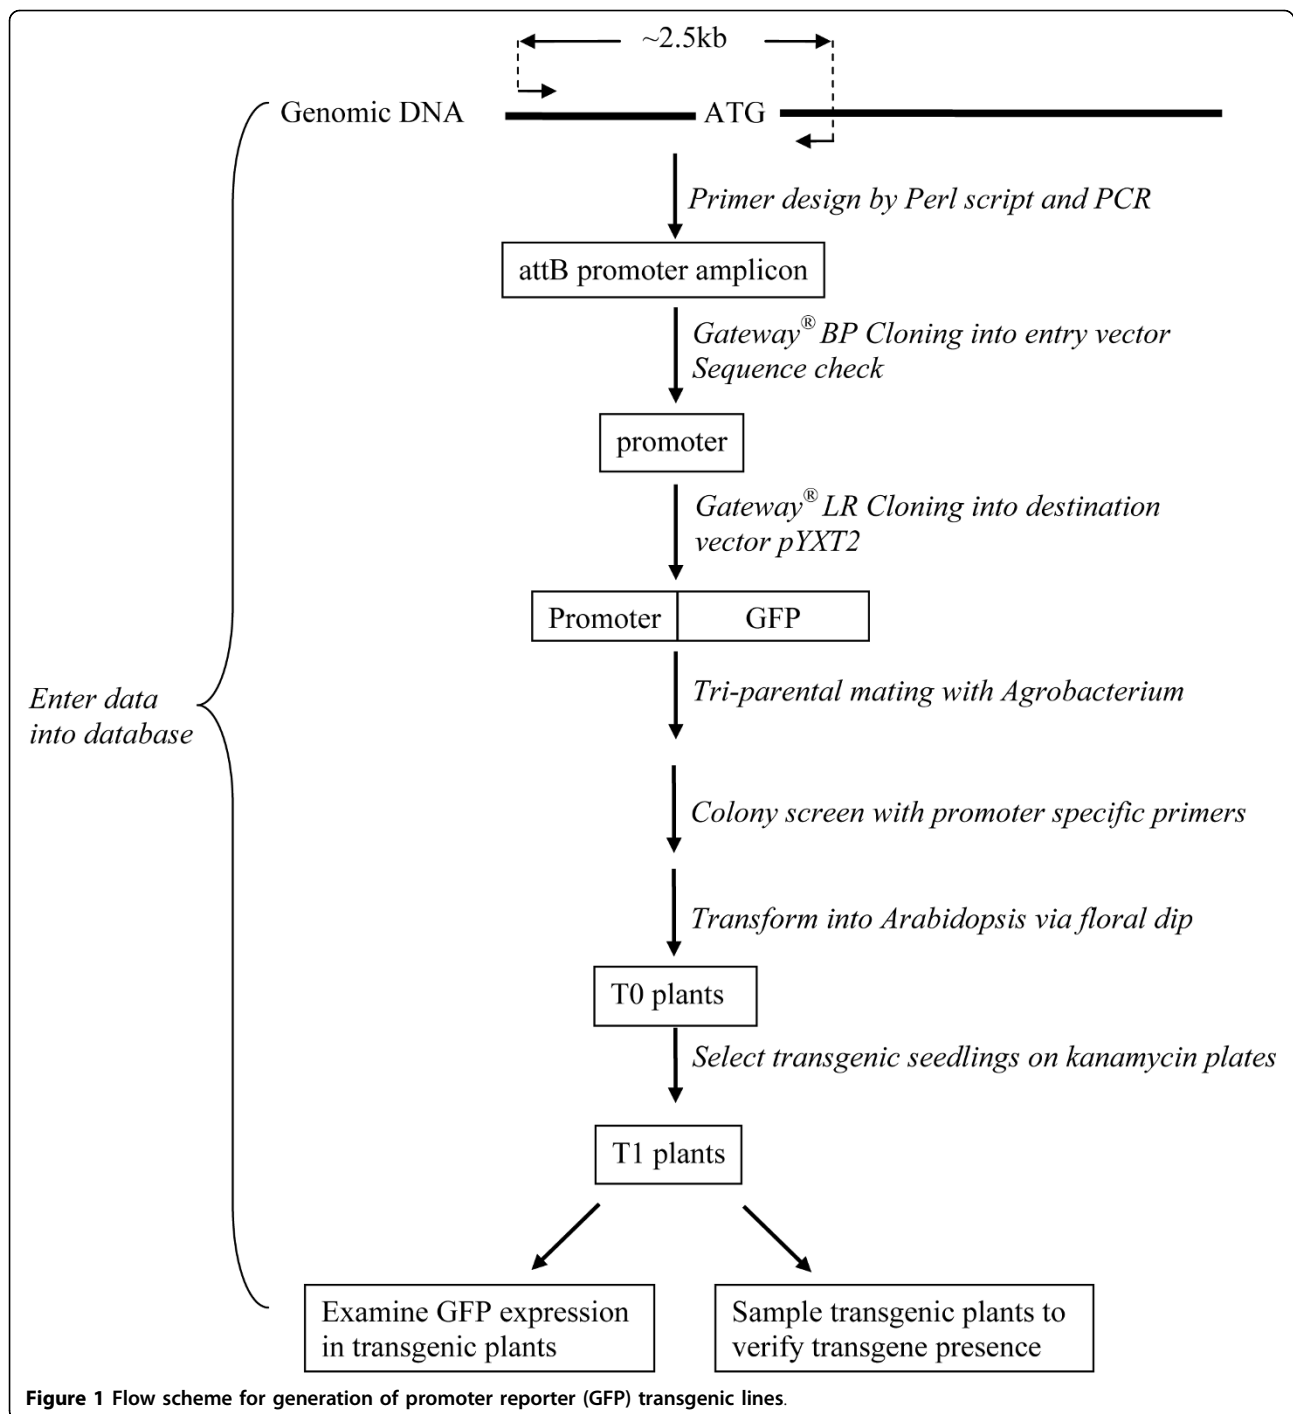 ~2.5kb
Genomic DNA
ATG
Primer design by Perl script and PCR
attB promoter amplicon
Gateway® BP Cloning into entry vector
Sequence check
promoter
Gateway® LR Cloning into destination
vector pYXT2
Promoter
GFP
Enter data
into database
Tri-parental mating with Agrobacterium
Colony screen with promoter specific primers
Transform into Arabidopsis via floral dip
T0 plants
Select transgenic seedlings on kanamycin plates
T1 plants
Examine GFP expression
in transgenic plants
Sample transgenic plants to
verify transgene presence
Figure 1 Flow scheme for generation of promoter reporter (GFP) transgenic lines.